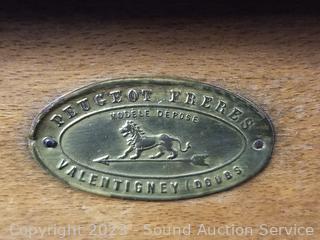 PEUGEOT FRERES
MODELE DEPOSE
VALENTIGNEY (DOUBS
Copyright 2023 - Sound Auction Service